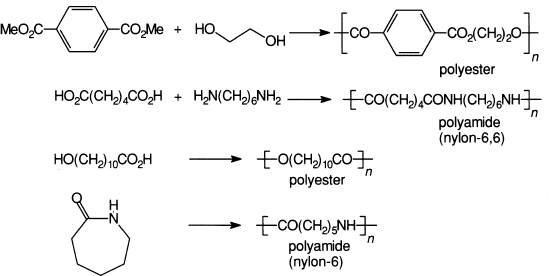 MeO₂C CO₂Me + HO OH [CO CO₂(CH₂)₂O]n
polyester
HO₂C(CH₂)₄CO₂H + H₂N(CH₂)₆NH₂ [CO(CH₂)₄CONH(CH₂)₆NH]n
polyamide
(nylon-6,6)
HO(CH₂)₁₀CO₂H [O(CH₂)₁₀CO]n
polyester
O
H
N
[CO(CH₂)₅NH]n
polyamide
(nylon-6)